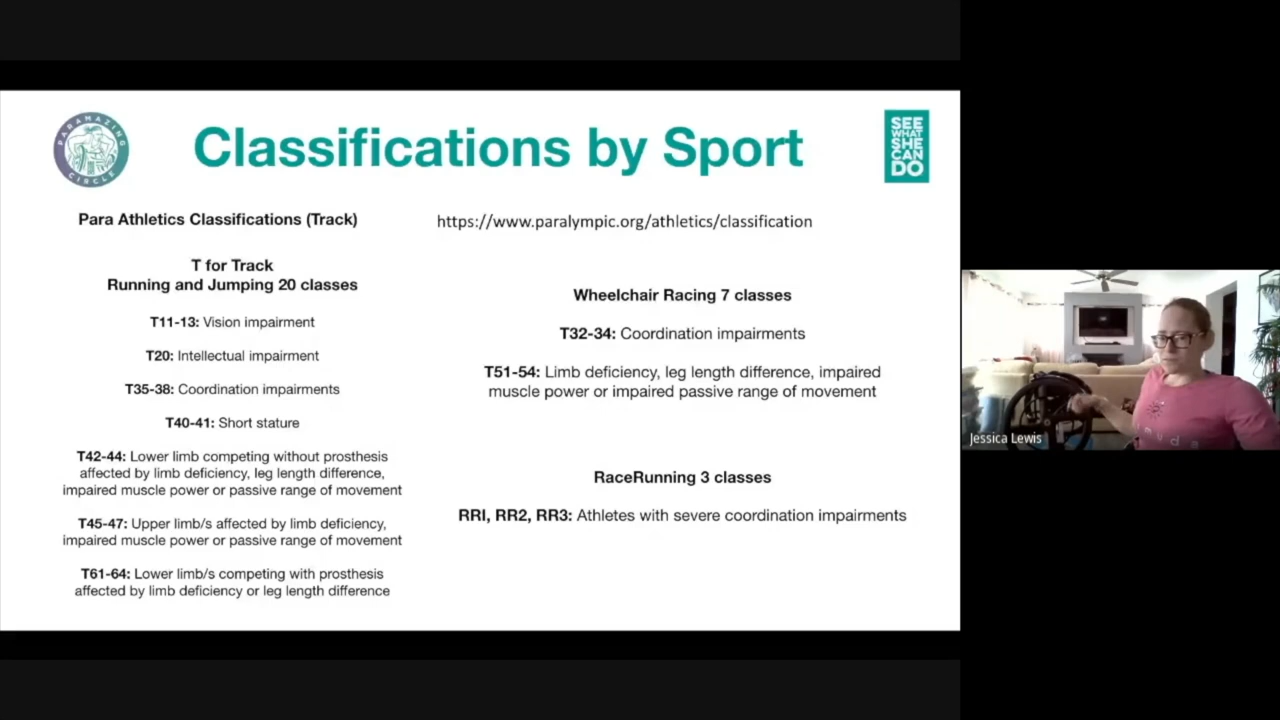 PARAMAZING
CIRCLE
Classifications by Sport
SEE
WHAT
SHE
CAN
DO
Para Athletics Classifications (Track)
https://www.paralympic.org/athletics/classification
T for Track
Running and Jumping 20 classes
T11-13: Vision impairment
T20: Intellectual impairment
T35-38: Coordination impairments
T40-41: Short stature
T42-44: Lower limb competing without prosthesis
affected by limb deficiency, leg length difference,
impaired muscle power or passive range of movement
T45-47: Upper limb/s affected by limb deficiency,
impaired muscle power or passive range of movement
T61-64: Lower limb/s competing with prosthesis
affected by limb deficiency or leg length difference
Wheelchair Racing 7 classes
T32-34: Coordination impairments
T51-54: Limb deficiency, leg length difference, impaired
muscle power or impaired passive range of movement
RaceRunning 3 classes
RRI, RR2, RR3: Athletes with severe coordination impairments
Jessica Lewis